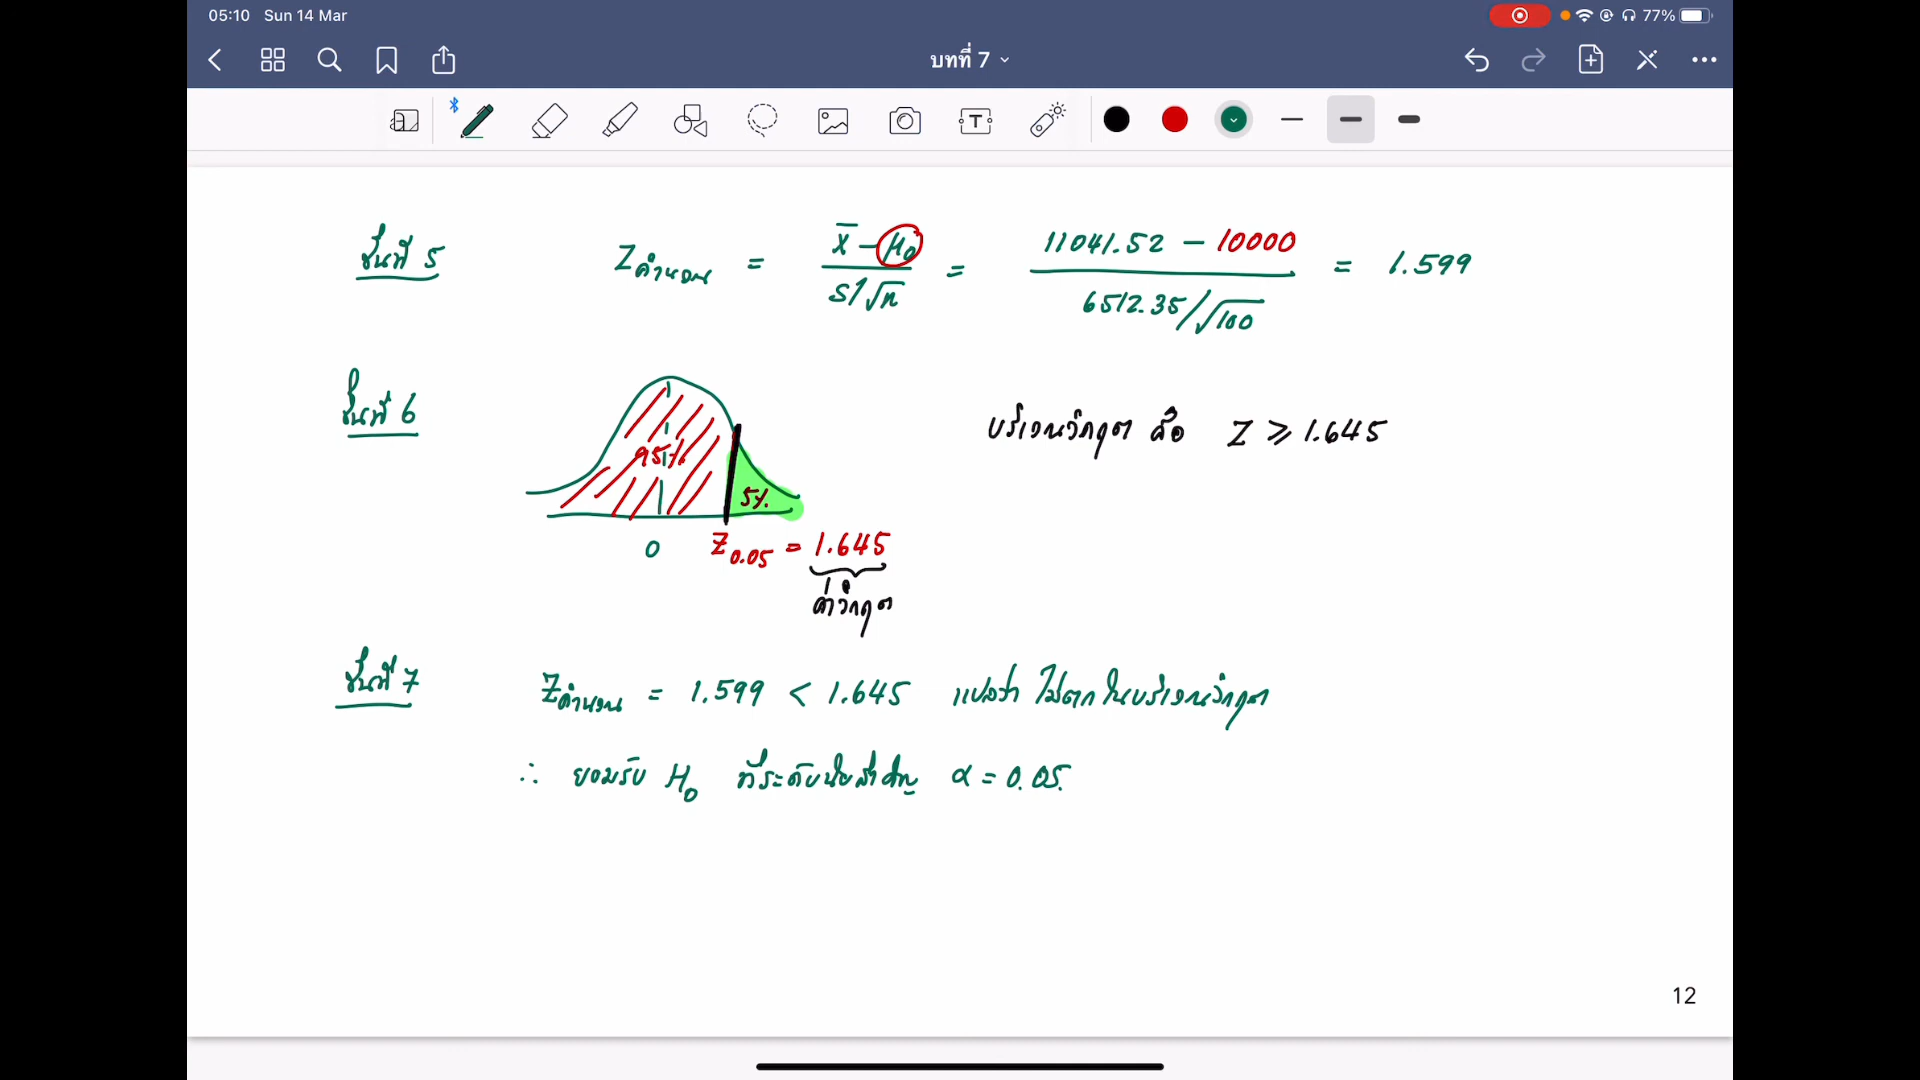 05:10 Sun 14 Mar 77%
บทที่ 7
a T
ขั้นที่ 5 Zคำนวณ = (x̄ − μ₀) / (s/√n) = (11041.52 − 10000) / (6512.35/√100) = 1.599
ขั้นที่ 6
95% 5%
บริเวณวิกฤต คือ Z ≥ 1.645
0 Z0.05 = 1.645
ค่าวิกฤต
ขั้นที่ 7 Zคำนวณ = 1.599 < 1.645 แปลว่า ไม่ตกในบริเวณวิกฤต
∴ ยอมรับ H₀ ที่ระดับนัยสำคัญ α = 0.05.
12